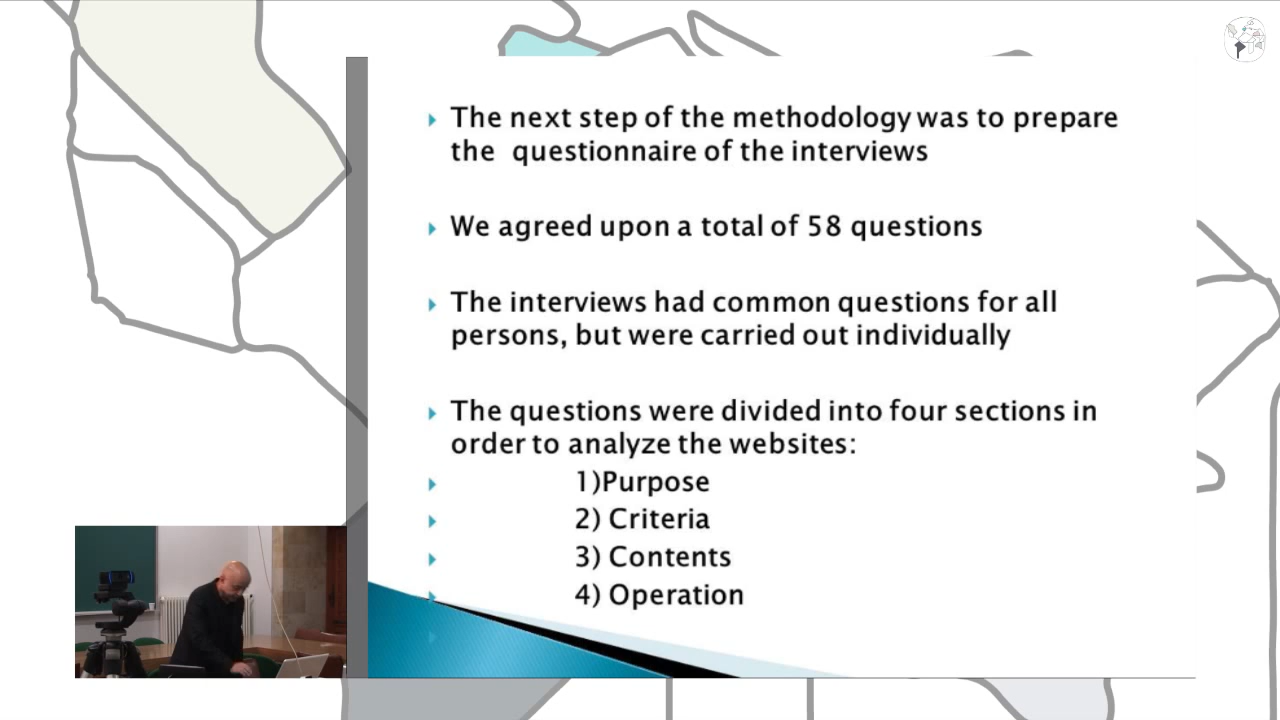 The next step of the methodology was to prepare
the questionnaire of the interviews
We agreed upon a total of 58 questions
The interviews had common questions for all
persons, but were carried out individually
The questions were divided into four sections in
order to analyze the websites:
1)Purpose
2) Criteria
3) Contents
4) Operation